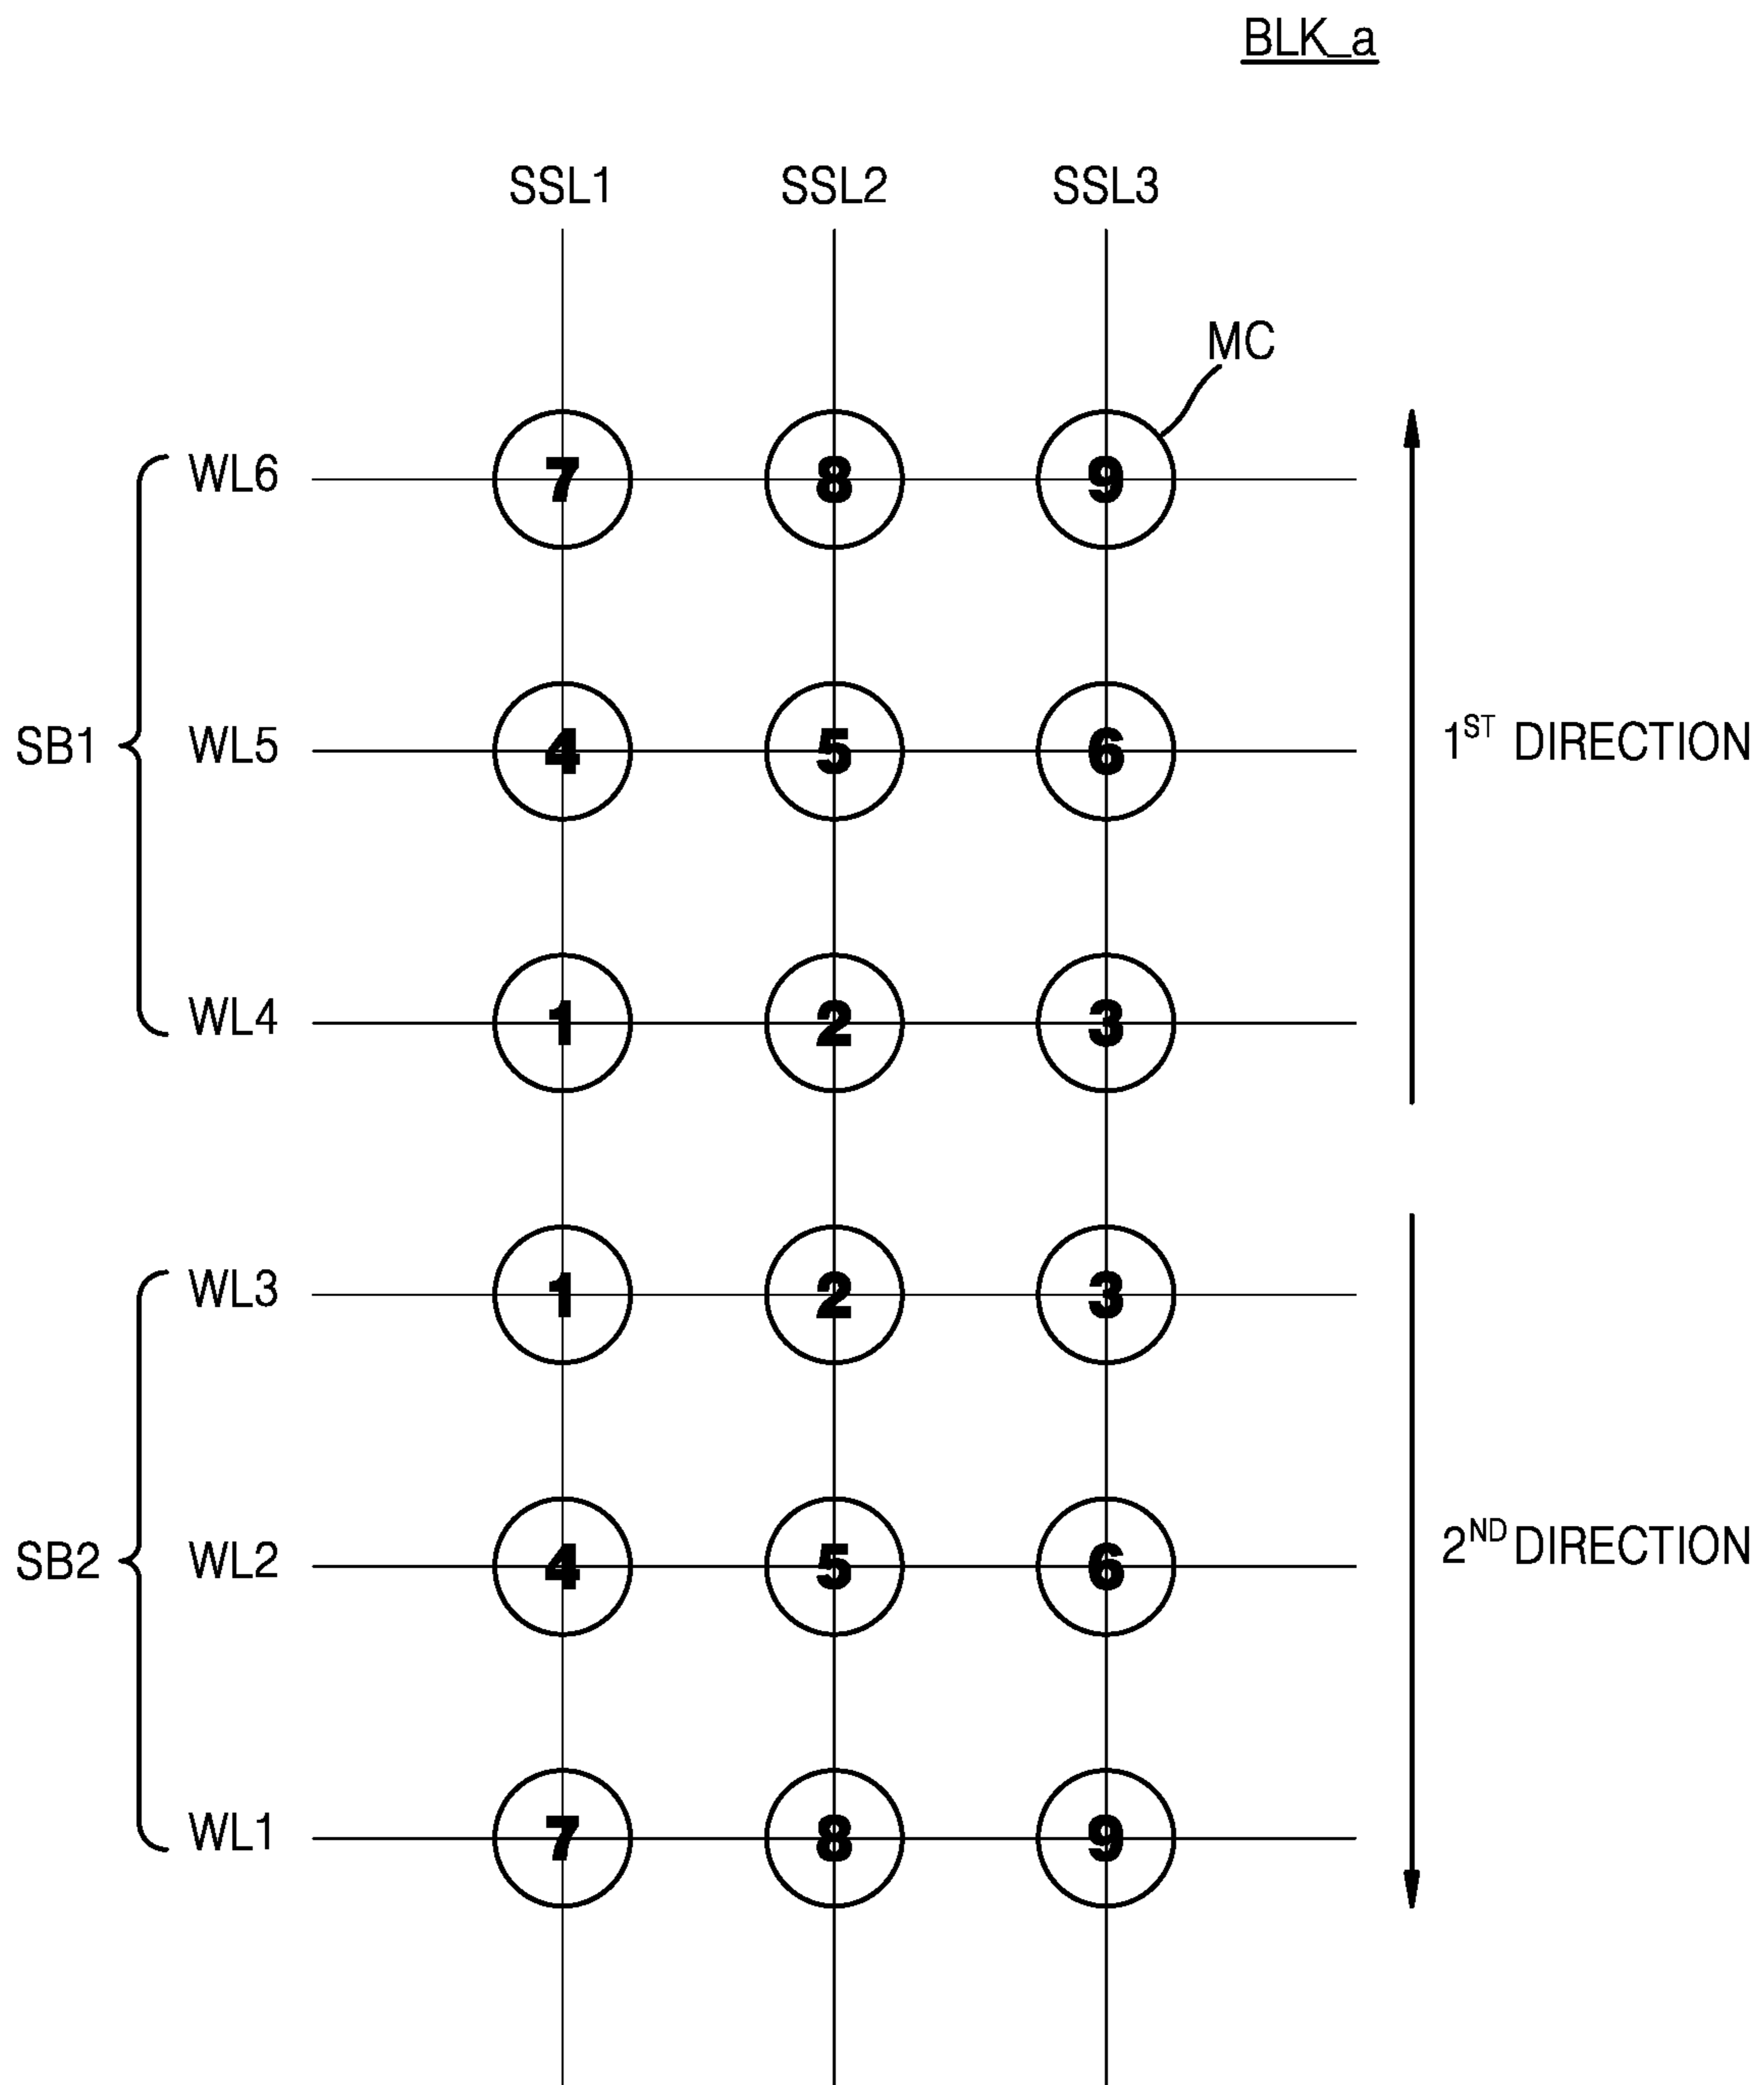 BLK_a
SSL1 SSL2 SSL3
MC
WL6 7 8 9
SB1 WL5 4 5 6 1ST DIRECTION
WL4 1 2 3
WL3 1 2 3
SB2 WL2 4 5 6 2ND DIRECTION
WL1 7 8 9